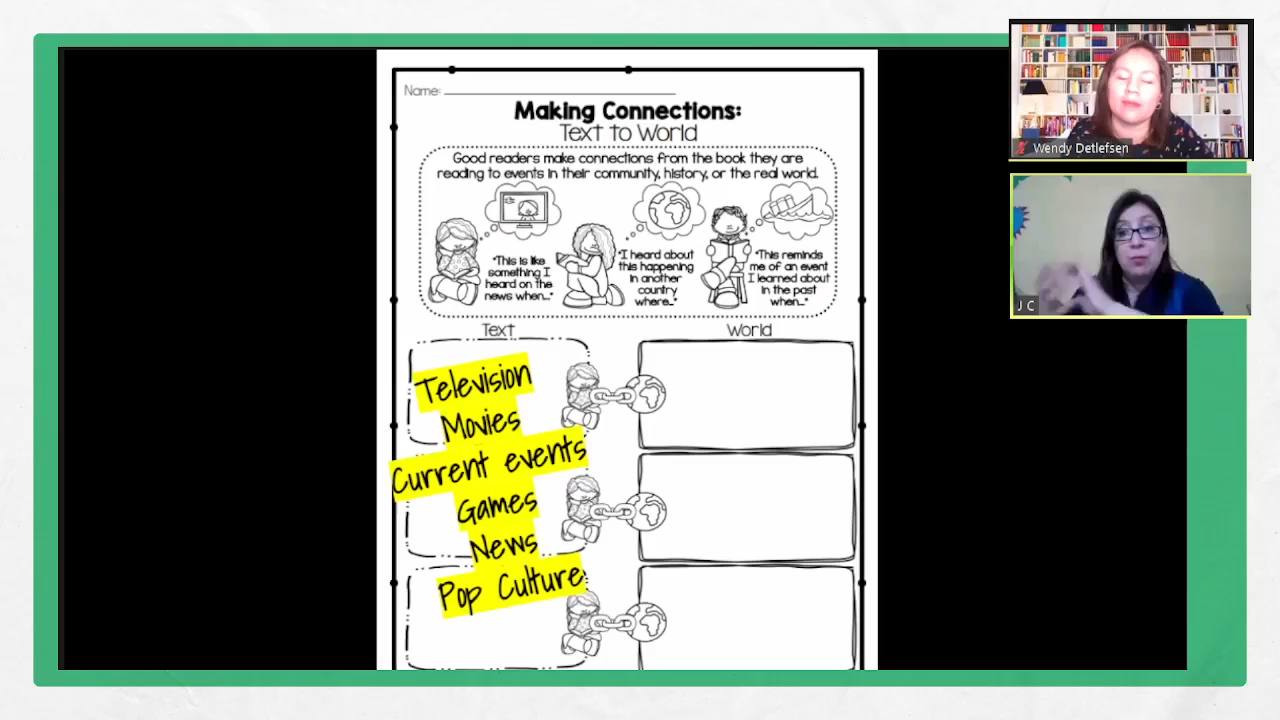 Name:
Making Connections:
Text to World
Good readers make connections from the book they are
reading to events in their community, history, or the real world.
"This is like
something I
heard on the
news when..."
"I heard about
this happening
in another
country
where..."
"This reminds
me of an event
I learned about
in the past
when..."
Text
World
Television
Movies
Current events
Games
News
Pop Culture
Wendy Detlefsen
J C